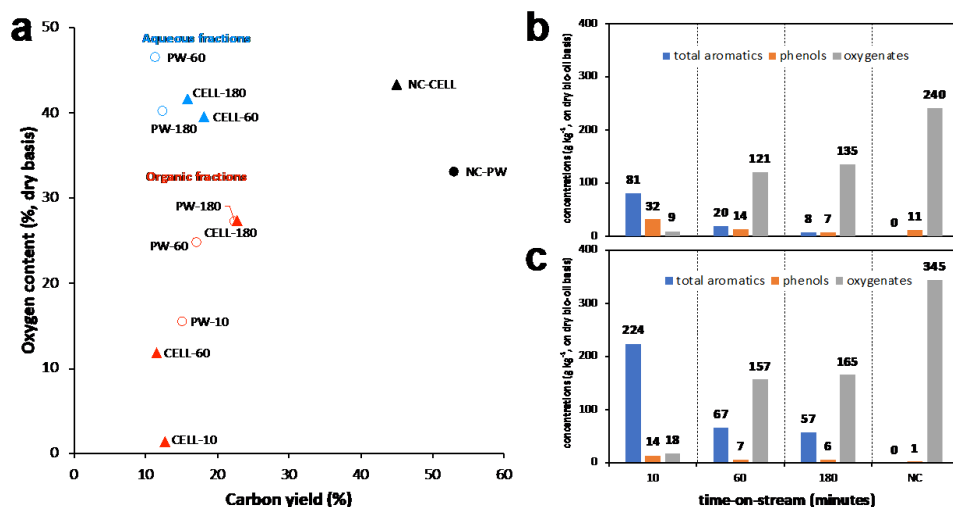 a
50
40
30
20
10
0
0
10
20
30
40
50
60
Oxygen content (%, dry basis)
Carbon yield (%)
Aqueous fractions
PW-60
CELL-180
PW-180
CELL-60
NC-CELL
NC-PW
Organic fractions
PW-180
CELL-180
PW-60
PW-10
CELL-60
CELL-10
b
400
300
200
100
0
concentrations (g kg⁻¹, on dry bio-oil basis)
total aromatics phenols oxygenates
81 32 9
20 14 121
8 7 135
0 11 240
c
400
300
200
100
0
concentrations (g kg⁻¹, on dry bio-oil basis)
total aromatics phenols oxygenates
224 14 18
67 7 157
57 6 165
0 1 345
10 60 180 NC
time-on-stream (minutes)